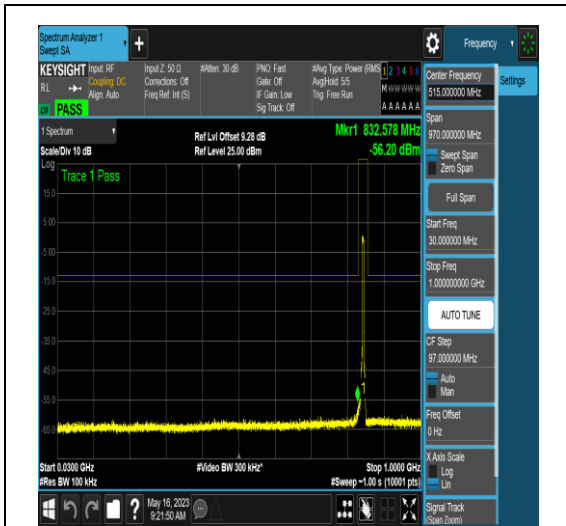 Spectrum Analyzer 1
Swept SA
+
Frequency
KEYSIGHT
RL
PASS
Input: RF
Coupling: DC
Align: Auto
Input Z: 50 Ω
Corrections: Off
Freq Ref: Int (S)
#Atten: 30 dB
PNO: Fast
Gate: Off
IF Gain: Low
Sig Track: Off
#Avg Type: Power (RMS
Avg|Hold: 5/5
Trig: Free Run
1 2 3 4 5 6
M W W W W W
A A A A A A
Center Frequency
515.000000 MHz
Settings
Span
970.000000 MHz
Swept Span
Zero Span
Full Span
Start Freq
30.000000 MHz
Stop Freq
1.000000000 GHz
AUTO TUNE
CF Step
97.000000 MHz
Auto
Man
Freq Offset
0 Hz
X Axis Scale
Log
Lin
Signal Track
(Span Zoom)
1 Spectrum
Scale/Div 10 dB
Ref Lvl Offset 9.28 dB
Ref Level 25.00 dBm
Mkr1 832.578 MHz
-56.20 dBm
Log
Trace 1 Pass
15.0
5.00
-5.00
-15.0
-25.0
-35.0
-45.0
-55.0
-65.0
1
Start 0.0300 GHz
#Res BW 100 kHz
#Video BW 300 kHz*
Stop 1.0000 GHz
#Sweep ~1.00 s (10001 pts)
?
May 16, 2023
9:21:50 AM